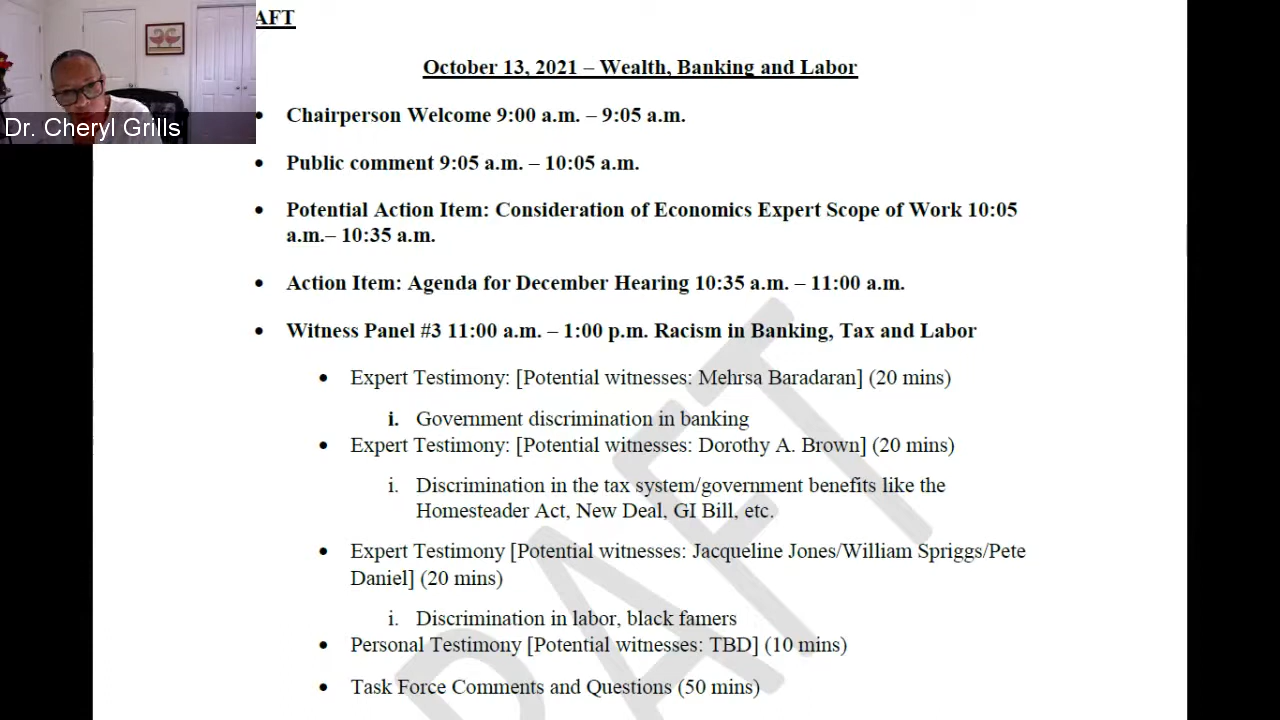 AFT
October 13, 2021 – Wealth, Banking and Labor
Dr. Cheryl Grills
• Chairperson Welcome 9:00 a.m. – 9:05 a.m.
• Public comment 9:05 a.m. – 10:05 a.m.
• Potential Action Item: Consideration of Economics Expert Scope of Work 10:05
a.m.– 10:35 a.m.
• Action Item: Agenda for December Hearing 10:35 a.m. – 11:00 a.m.
• Witness Panel #3 11:00 a.m. – 1:00 p.m. Racism in Banking, Tax and Labor
• Expert Testimony: [Potential witnesses: Mehrsa Baradaran] (20 mins)
i. Government discrimination in banking
• Expert Testimony: [Potential witnesses: Dorothy A. Brown] (20 mins)
i. Discrimination in the tax system/government benefits like the
Homesteader Act, New Deal, GI Bill, etc.
• Expert Testimony [Potential witnesses: Jacqueline Jones/William Spriggs/Pete
Daniel] (20 mins)
i. Discrimination in labor, black famers
• Personal Testimony [Potential witnesses: TBD] (10 mins)
• Task Force Comments and Questions (50 mins)
DRAFT